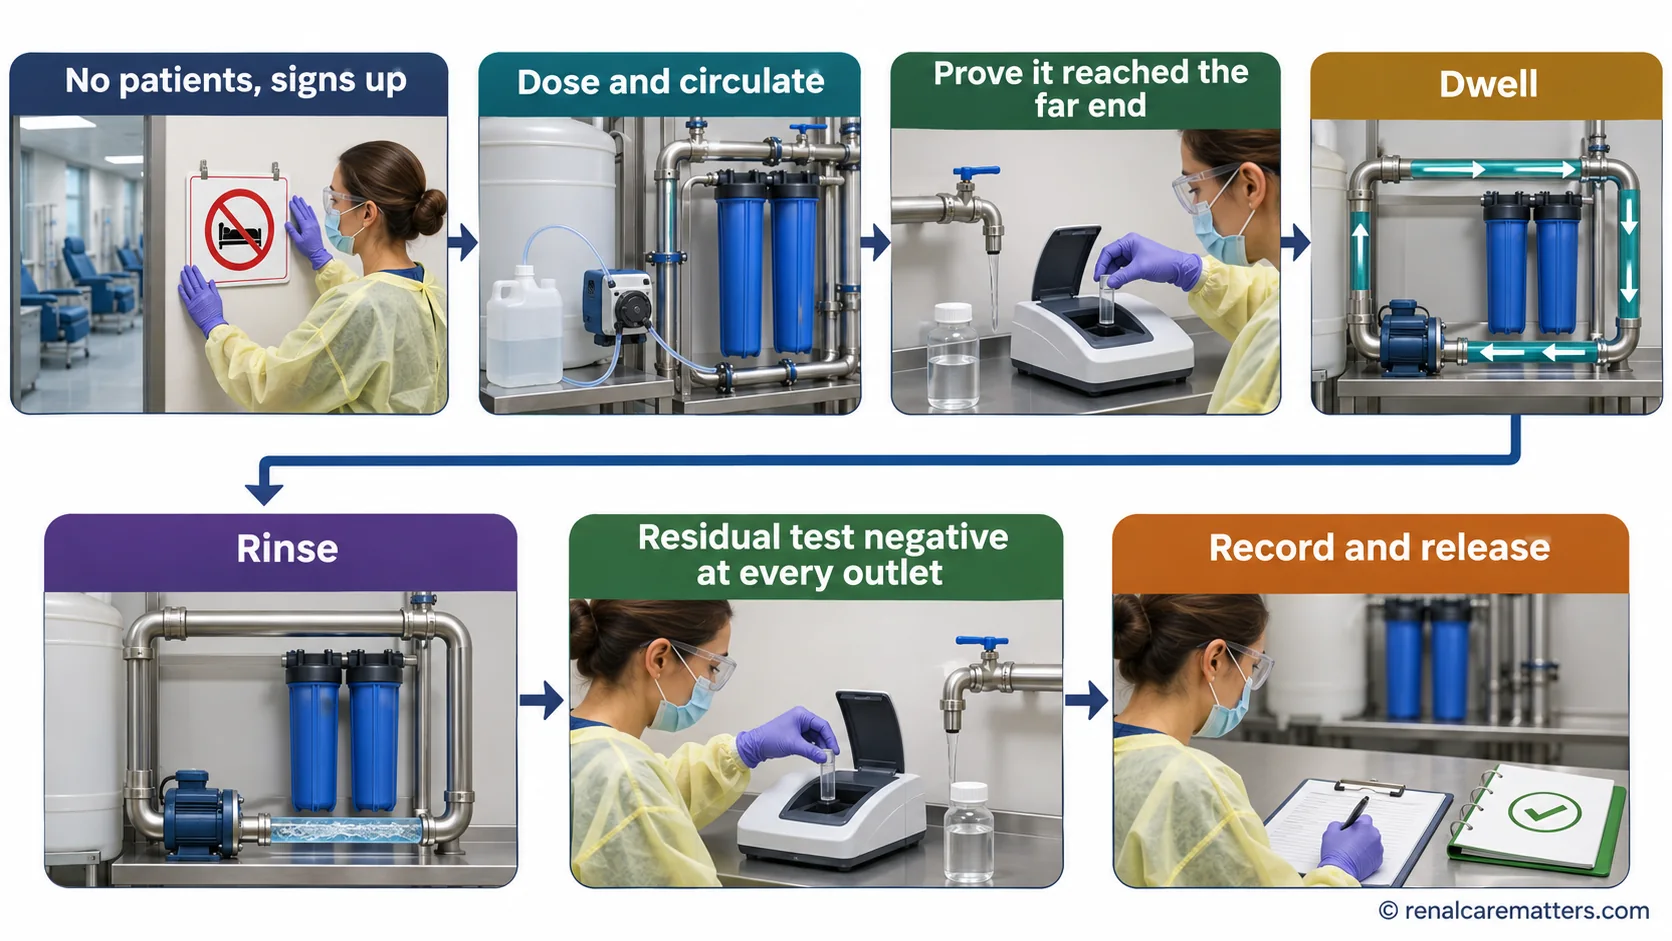 No patients, signs up
Dose and circulate
Prove it reached the
far end
Dwell
Rinse
Residual test negative
at every outlet
Record and release
© renalcarematters.com